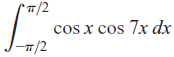 ∫_{-π/2}^{π/2} cos x cos 7x dx